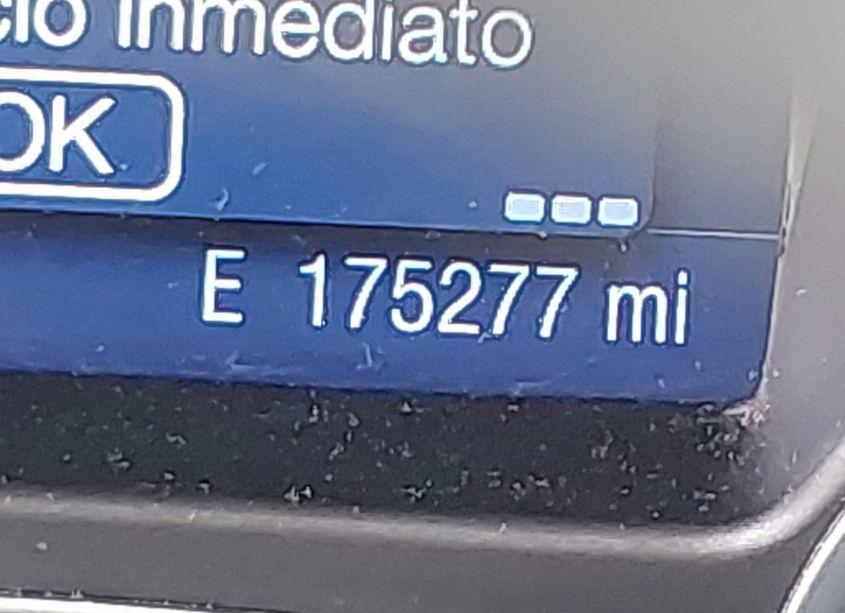 cio inmediato
OK
E 175277 mi